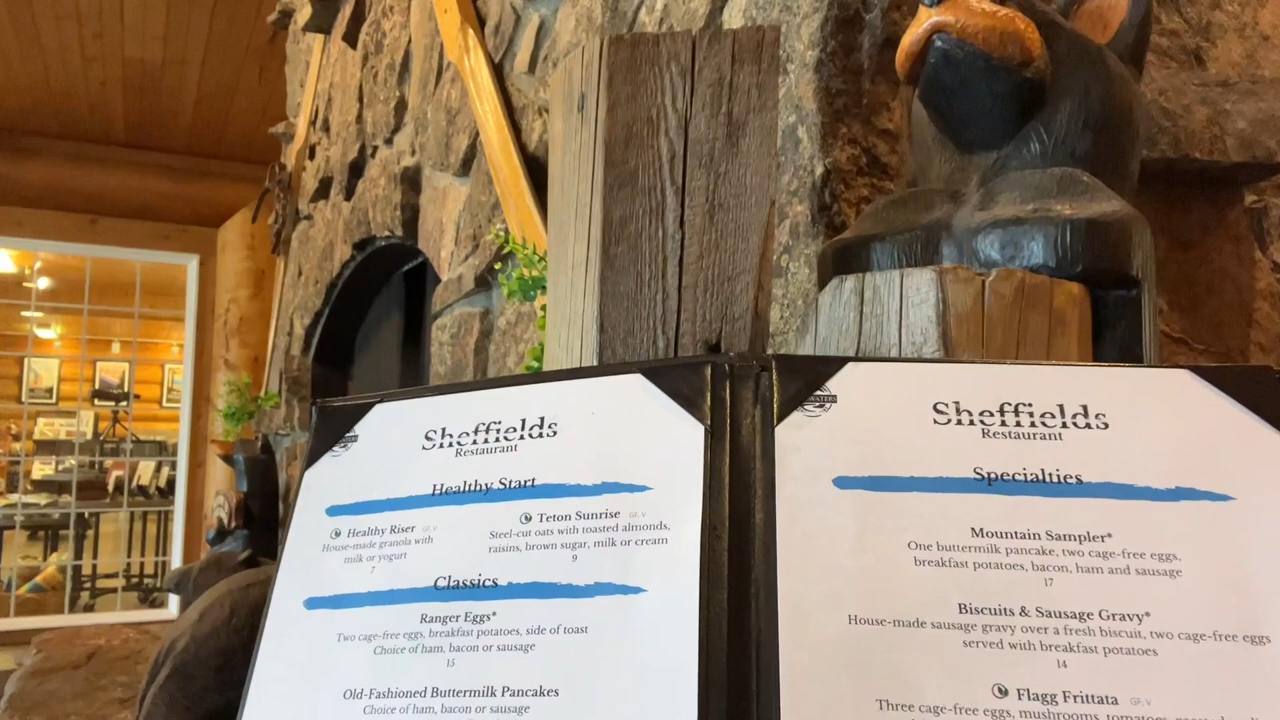 Sheffields
Restaurant
Healthy Start
Healthy Riser GF, V
House-made granola with
milk or yogurt
7
Teton Sunrise GF, V
Steel-cut oats with toasted almonds,
raisins, brown sugar, milk or cream
9
Classics
Ranger Eggs*
Two cage-free eggs, breakfast potatoes, side of toast
Choice of ham, bacon or sausage
15
Old-Fashioned Buttermilk Pancakes
Choice of ham, bacon or sausage
WATERS
Sheffields
Restaurant
Specialties
Mountain Sampler*
One buttermilk pancake, two cage-free eggs,
breakfast potatoes, bacon, ham and sausage
17
Biscuits & Sausage Gravy*
House-made sausage gravy over a fresh biscuit, two cage-free eggs
served with breakfast potatoes
14
Flagg Frittata GF, V
Three cage-free eggs, mushrooms, tomatoes,